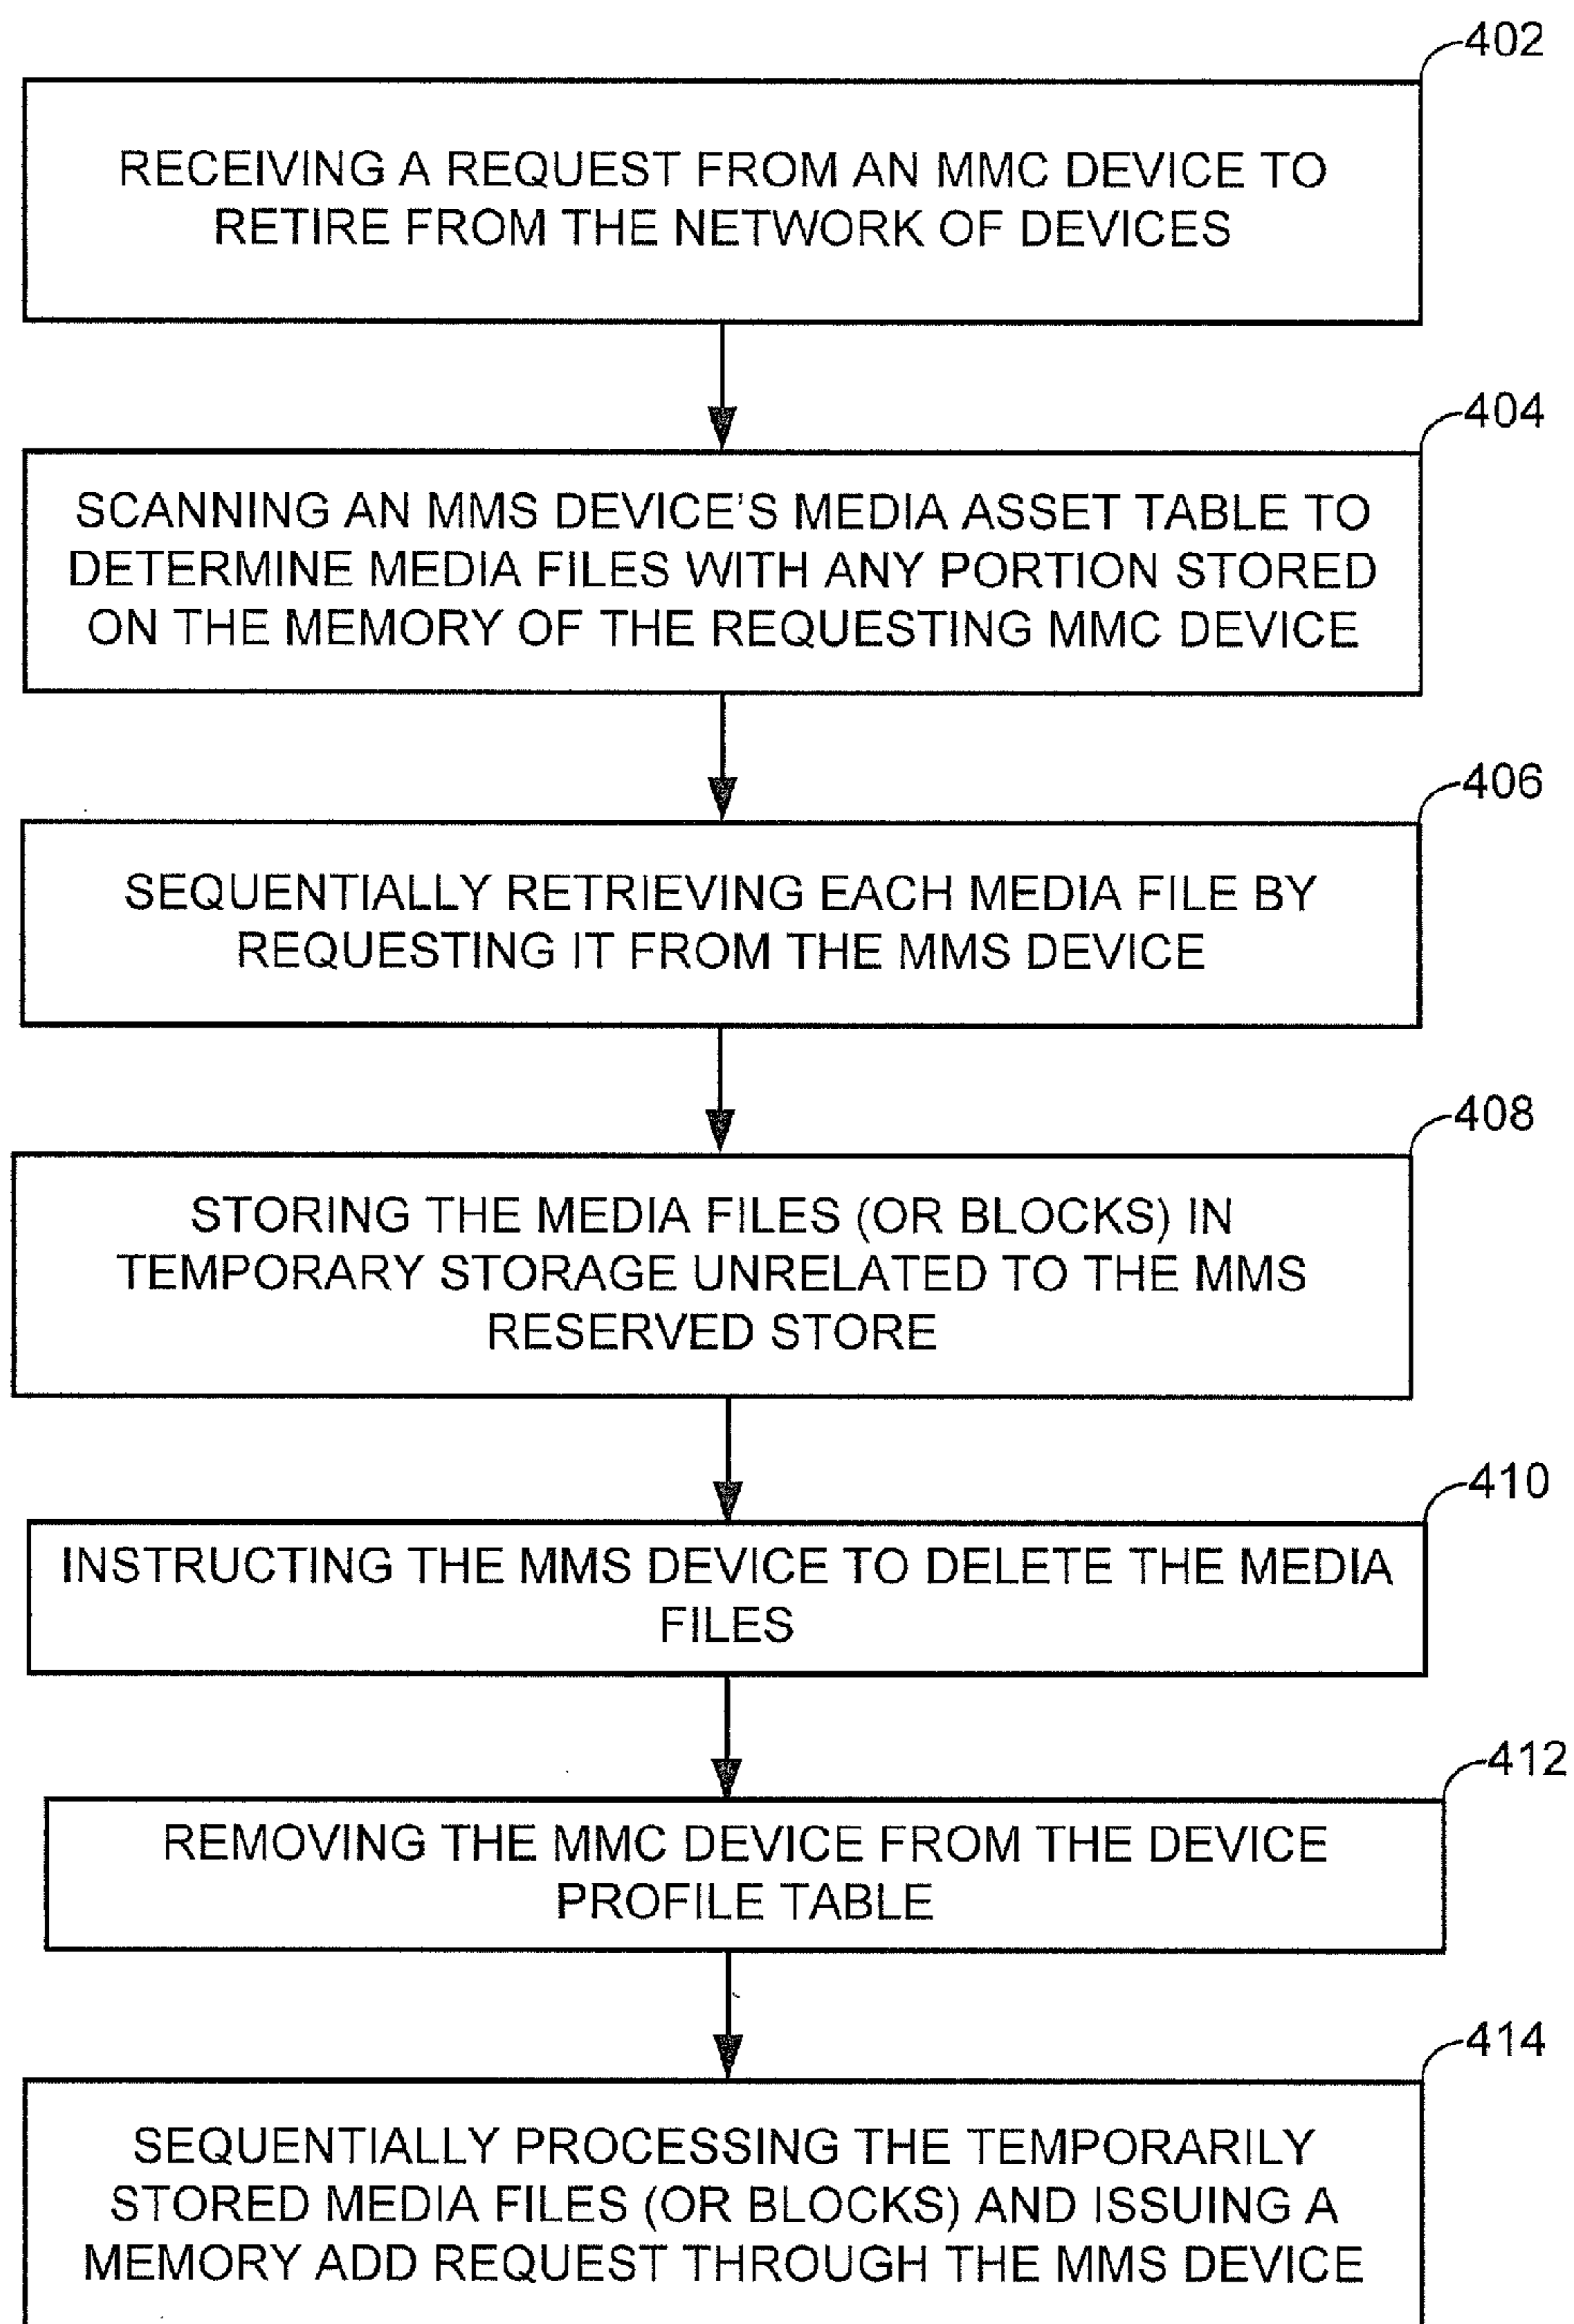 402
RECEIVING A REQUEST FROM AN MMC DEVICE TO
RETIRE FROM THE NETWORK OF DEVICES
404
SCANNING AN MMS DEVICE'S MEDIA ASSET TABLE TO
DETERMINE MEDIA FILES WITH ANY PORTION STORED
ON THE MEMORY OF THE REQUESTING MMC DEVICE
406
SEQUENTIALLY RETRIEVING EACH MEDIA FILE BY
REQUESTING IT FROM THE MMS DEVICE
408
STORING THE MEDIA FILES (OR BLOCKS) IN
TEMPORARY STORAGE UNRELATED TO THE MMS
RESERVED STORE
410
INSTRUCTING THE MMS DEVICE TO DELETE THE MEDIA
FILES
412
REMOVING THE MMC DEVICE FROM THE DEVICE
PROFILE TABLE
414
SEQUENTIALLY PROCESSING THE TEMPORARILY
STORED MEDIA FILES (OR BLOCKS) AND ISSUING A
MEMORY ADD REQUEST THROUGH THE MMS DEVICE